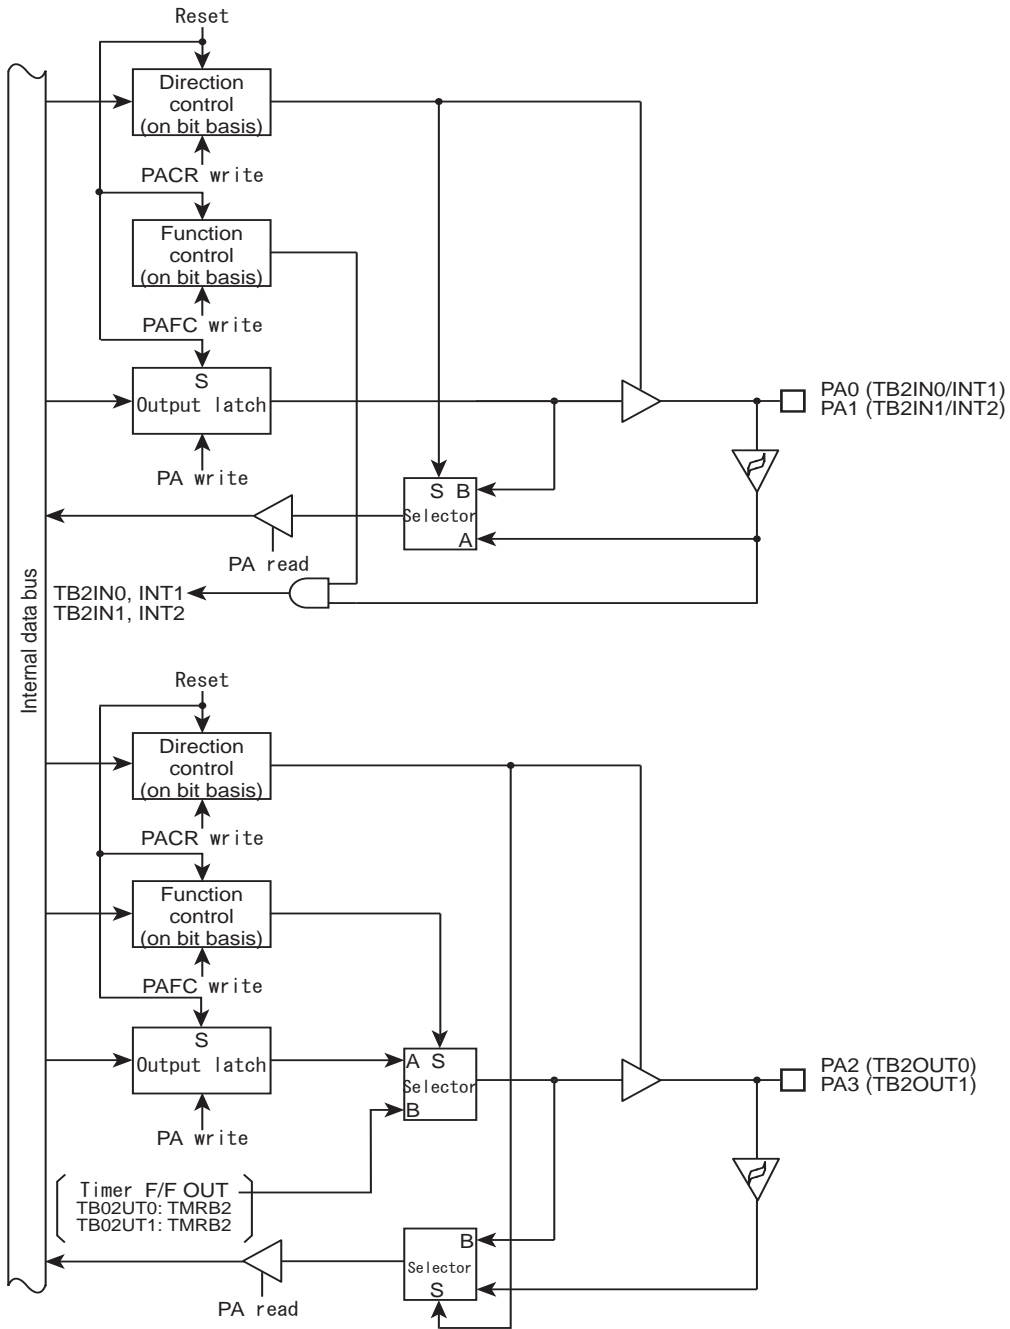 Reset
Direction
control
(on bit basis)
PACR write
Function
control
(on bit basis)
PAFC write
S
Output latch
PA write
PA0 (TB2IN0/INT1)
PA1 (TB2IN1/INT2)
S B
Selector
A
PA read
TB2IN0, INT1
TB2IN1, INT2
Internal data bus
Reset
Direction
control
(on bit basis)
PACR write
Function
control
(on bit basis)
PAFC write
S
Output latch
PA write
A S
Selector
B
PA2 (TB2OUT0)
PA3 (TB2OUT1)
Timer F/F OUT
TB02UT0: TMRB2
TB02UT1: TMRB2
B
Selector
S
PA read